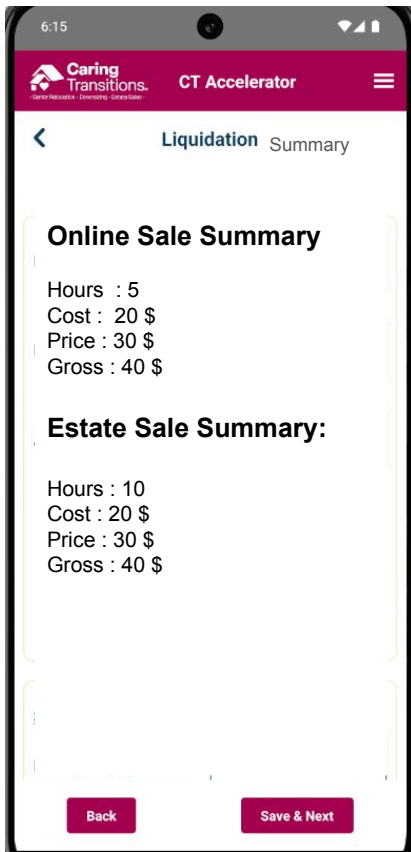 6:15
Caring
Transitions.
CT Accelerator
Liquidation Summary
Online Sale Summary
Hours : 5
Cost : 20 $
Price : 30 $
Gross : 40 $
Estate Sale Summary:
Hours : 10
Cost : 20 $
Price : 30 $
Gross : 40 $
Back
Save & Next